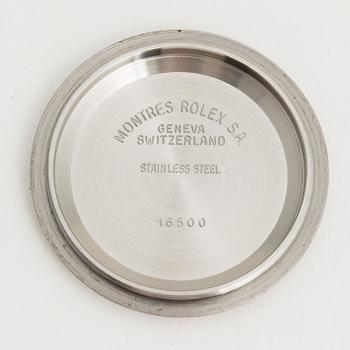 MONTRES ROLEX S.A.
GENEVA
SWITZERLAND
STAINLESS STEEL
16500